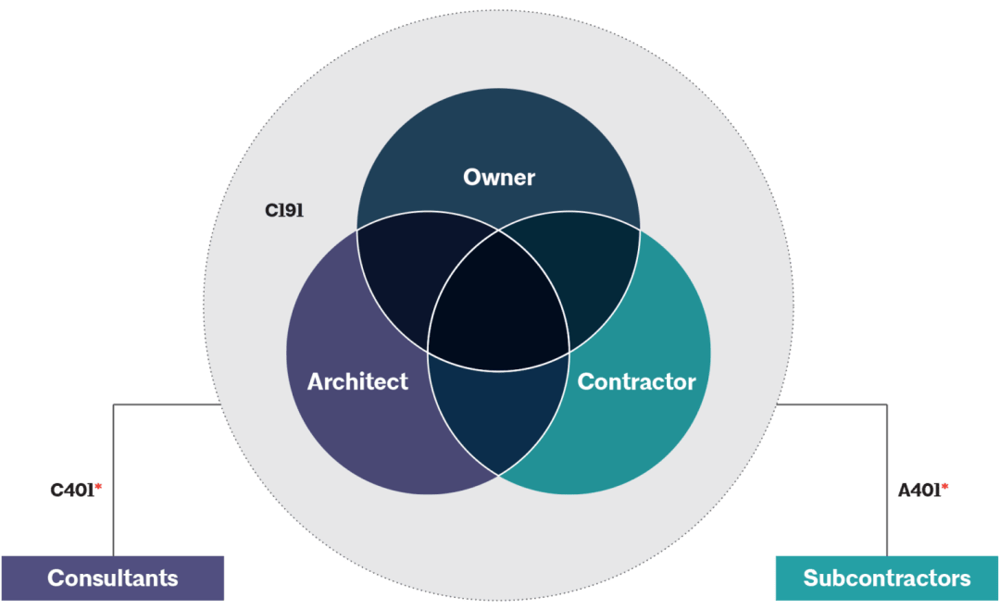 Owner
C191
Architect
Contractor
C401*
A401*
Consultants
Subcontractors